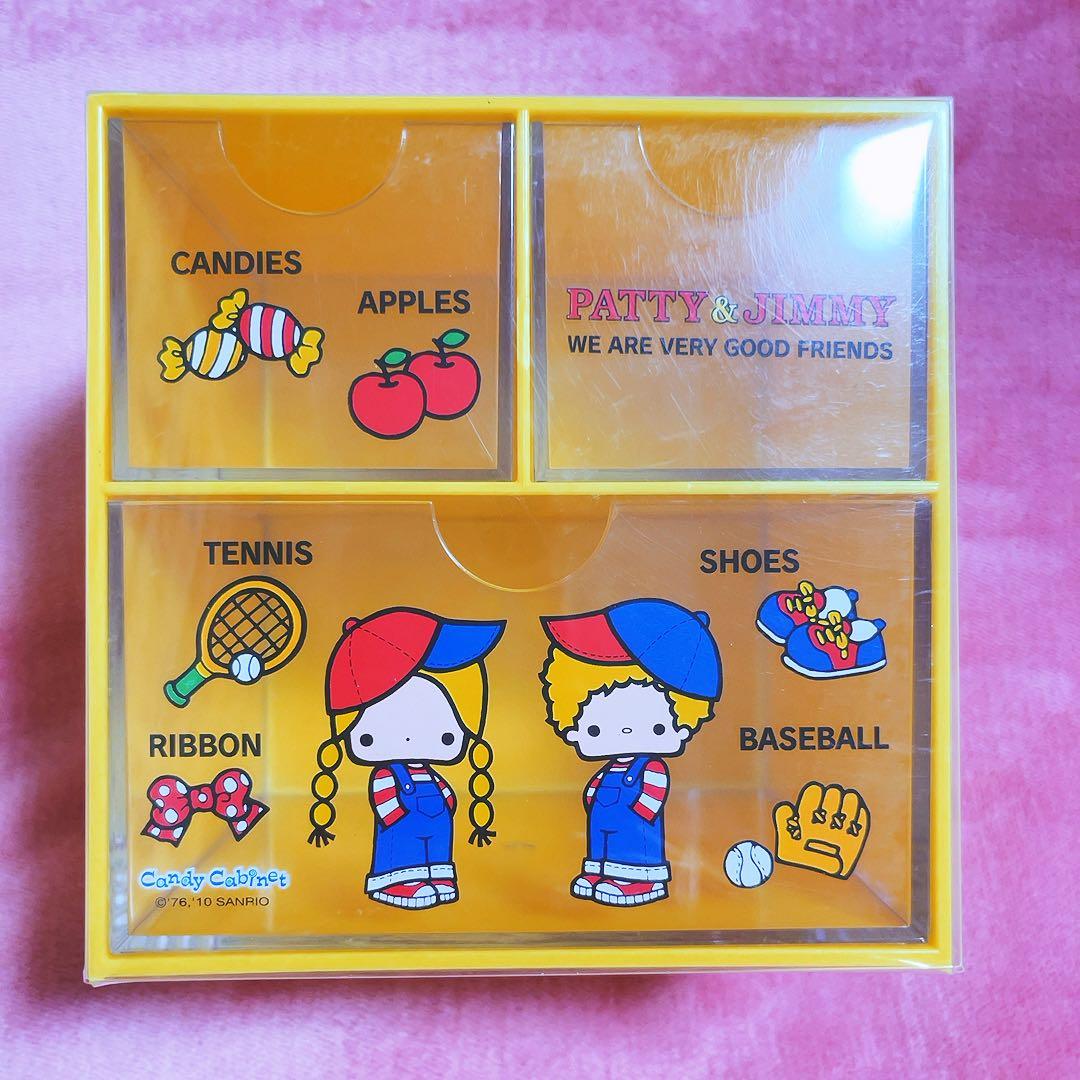 CANDIES
APPLES
PATTY & JIMMY
WE ARE VERY GOOD FRIENDS
TENNIS
SHOES
RIBBON
BASEBALL
Candy Cabinet
©'76,'10 SANRIO